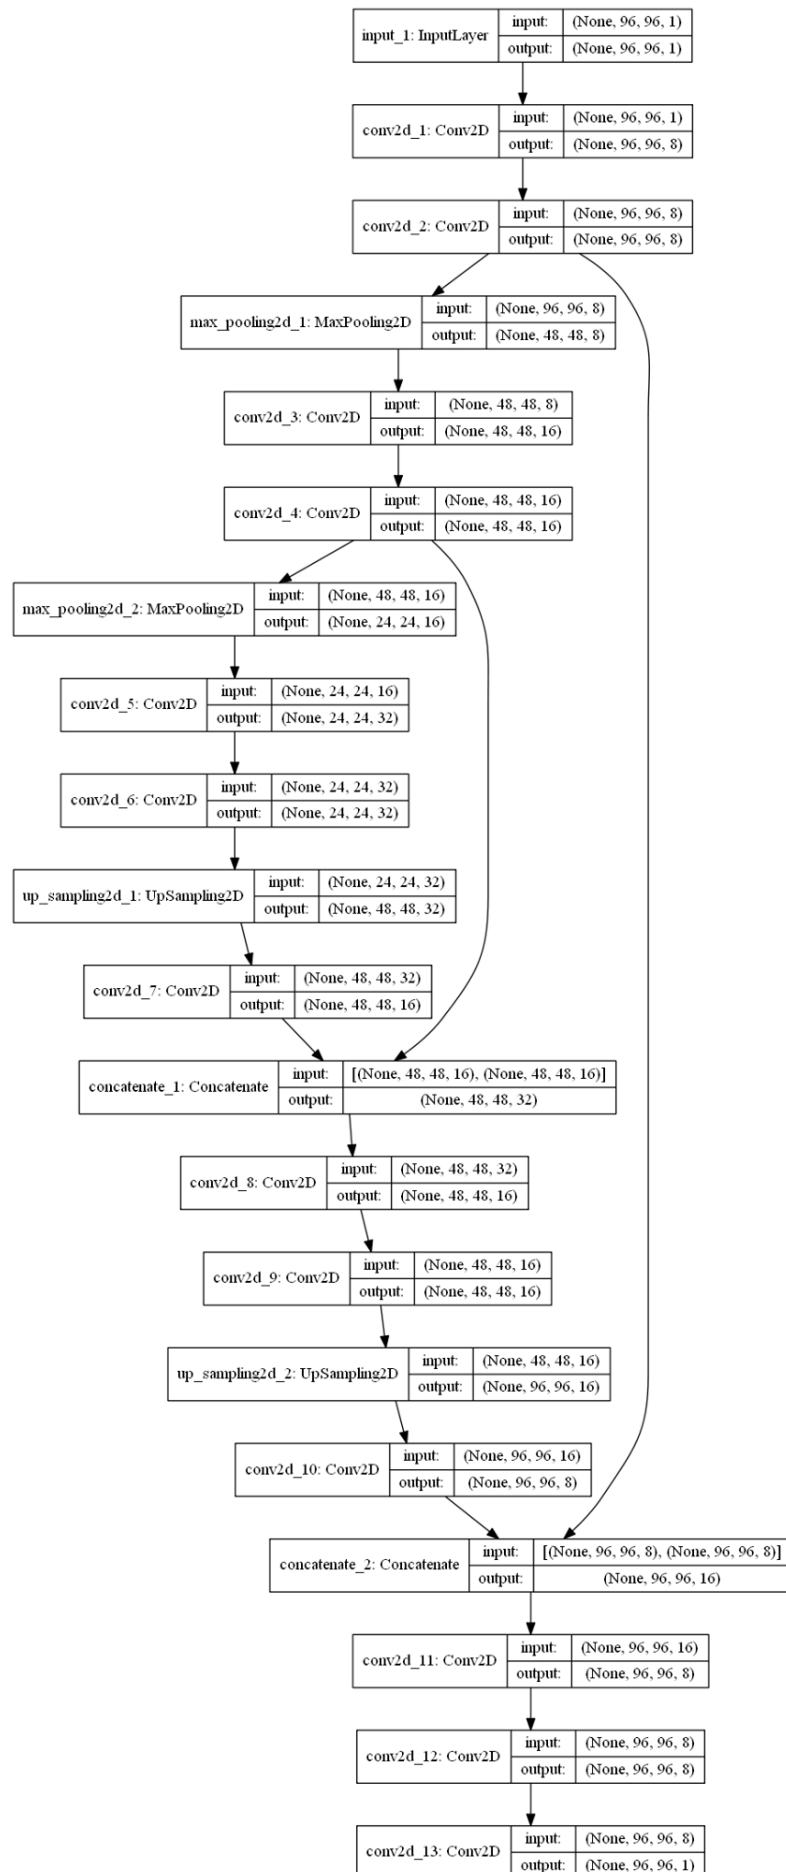 input_1: InputLayer
input: (None, 96, 96, 1)
output: (None, 96, 96, 1)
conv2d_1: Conv2D
input: (None, 96, 96, 1)
output: (None, 96, 96, 8)
conv2d_2: Conv2D
input: (None, 96, 96, 8)
output: (None, 96, 96, 8)
max_pooling2d_1: MaxPooling2D
input: (None, 96, 96, 8)
output: (None, 48, 48, 8)
conv2d_3: Conv2D
input: (None, 48, 48, 8)
output: (None, 48, 48, 16)
conv2d_4: Conv2D
input: (None, 48, 48, 16)
output: (None, 48, 48, 16)
max_pooling2d_2: MaxPooling2D
input: (None, 48, 48, 16)
output: (None, 24, 24, 16)
conv2d_5: Conv2D
input: (None, 24, 24, 16)
output: (None, 24, 24, 32)
conv2d_6: Conv2D
input: (None, 24, 24, 32)
output: (None, 24, 24, 32)
up_sampling2d_1: UpSampling2D
input: (None, 24, 24, 32)
output: (None, 48, 48, 32)
conv2d_7: Conv2D
input: (None, 48, 48, 32)
output: (None, 48, 48, 16)
concatenate_1: Concatenate
input: [(None, 48, 48, 16), (None, 48, 48, 16)]
output: (None, 48, 48, 32)
conv2d_8: Conv2D
input: (None, 48, 48, 32)
output: (None, 48, 48, 16)
conv2d_9: Conv2D
input: (None, 48, 48, 16)
output: (None, 48, 48, 16)
up_sampling2d_2: UpSampling2D
input: (None, 48, 48, 16)
output: (None, 96, 96, 16)
conv2d_10: Conv2D
input: (None, 96, 96, 16)
output: (None, 96, 96, 8)
concatenate_2: Concatenate
input: [(None, 96, 96, 8), (None, 96, 96, 8)]
output: (None, 96, 96, 16)
conv2d_11: Conv2D
input: (None, 96, 96, 16)
output: (None, 96, 96, 8)
conv2d_12: Conv2D
input: (None, 96, 96, 8)
output: (None, 96, 96, 8)
conv2d_13: Conv2D
input: (None, 96, 96, 8)
output: (None, 96, 96, 1)